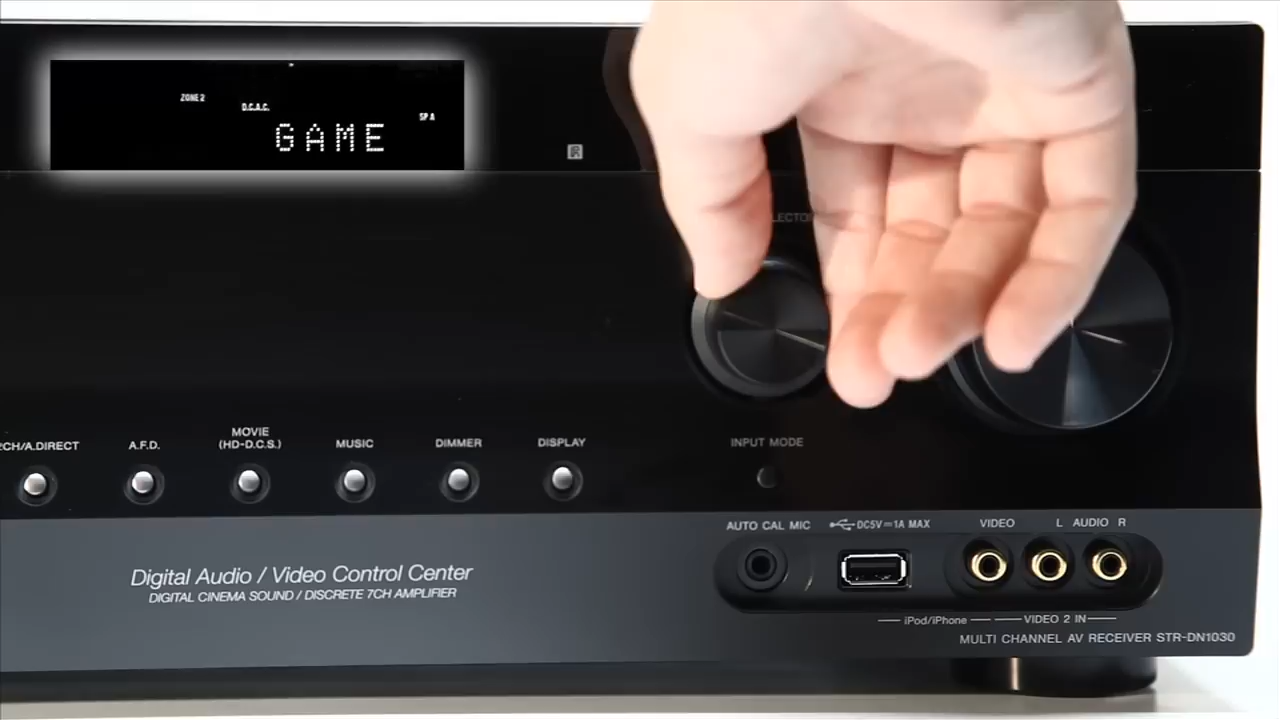 ZONE 2
D.C.A.C.
SP A
GAME
2CH/A.DIRECT
A.F.D.
MOVIE
(HD-D.C.S.)
MUSIC
DIMMER
DISPLAY
INPUT MODE
AUTO CAL MIC
DC5V 1A MAX
VIDEO
L AUDIO R
Digital Audio / Video Control Center
DIGITAL CINEMA SOUND / DISCRETE 7CH AMPLIFIER
iPod/iPhone
VIDEO 2 IN
MULTI CHANNEL AV RECEIVER STR-DN1030